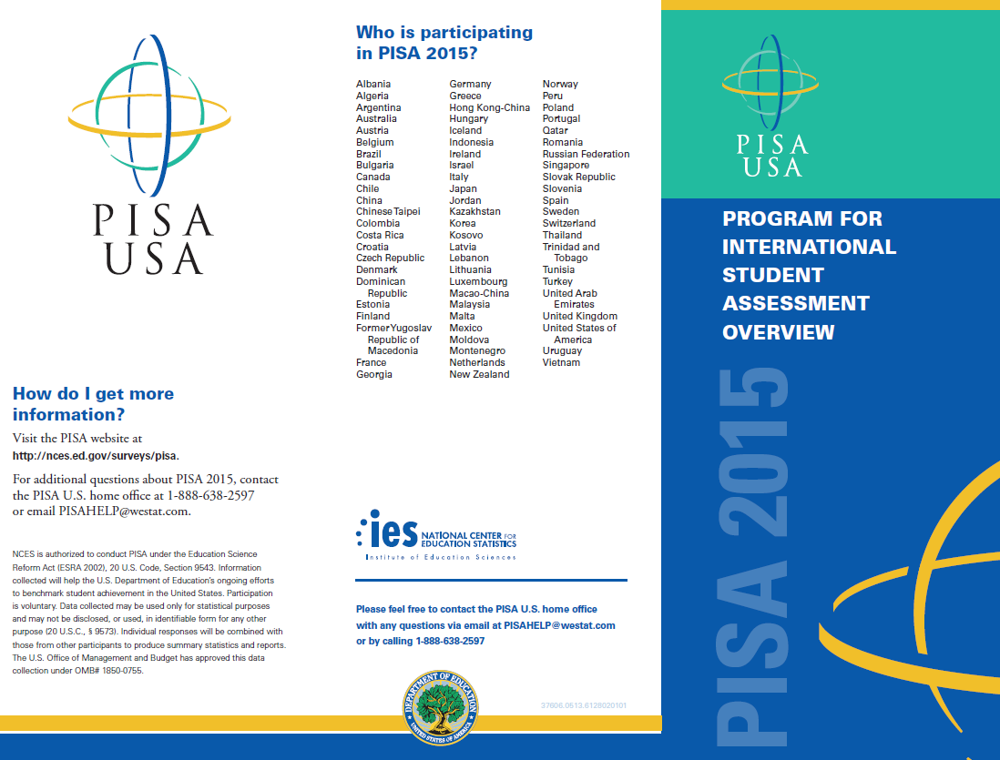 PISA
USA
How do I get more
information?
Visit the PISA website at
http://nces.ed.gov/surveys/pisa.
For additional questions about PISA 2015, contact
the PISA U.S. home office at 1-888-638-2597
or email PISAHELP@westat.com.
NCES is authorized to conduct PISA under the Education Science
Reform Act (ESRA 2002), 20 U.S. Code, Section 9543. Information
collected will help the U.S. Department of Education's ongoing efforts
to benchmark student achievement in the United States. Participation
is voluntary. Data collected may be used only for statistical purposes
and may not be disclosed, or used, in identifiable form for any other
purpose (20 U.S.C., § 9573). Individual responses will be combined with
those from other participants to produce summary statistics and reports.
The U.S. Office of Management and Budget has approved this data
collection under OMB# 1850-0755.
Who is participating
in PISA 2015?
Albania
Algeria
Argentina
Australia
Austria
Belgium
Brazil
Bulgaria
Canada
Chile
China
Chinese Taipei
Colombia
Costa Rica
Croatia
Czech Republic
Denmark
Dominican
Republic
Estonia
Finland
Former Yugoslav
Republic of
Macedonia
France
Georgia
Germany
Greece
Hong Kong-China
Hungary
Iceland
Indonesia
Ireland
Israel
Italy
Japan
Jordan
Kazakhstan
Korea
Kosovo
Latvia
Lebanon
Lithuania
Luxembourg
Macao-China
Malaysia
Malta
Mexico
Moldova
Montenegro
Netherlands
New Zealand
Norway
Peru
Poland
Portugal
Qatar
Romania
Russian Federation
Singapore
Slovak Republic
Slovenia
Spain
Sweden
Switzerland
Thailand
Trinidad and
Tobago
Tunisia
Turkey
United Arab
Emirates
United Kingdom
United States of
America
Uruguay
Vietnam
ies NATIONAL CENTER FOR
EDUCATION STATISTICS
Institute of Education Sciences
Please feel free to contact the PISA U.S. home office
with any questions via email at PISAHELP@westat.com
or by calling 1-888-638-2597
DEPARTMENT OF EDUCATION
UNITED STATES OF AMERICA
37606.0513.6128020101
PISA
USA
PROGRAM FOR
INTERNATIONAL
STUDENT
ASSESSMENT
OVERVIEW
PISA 2015